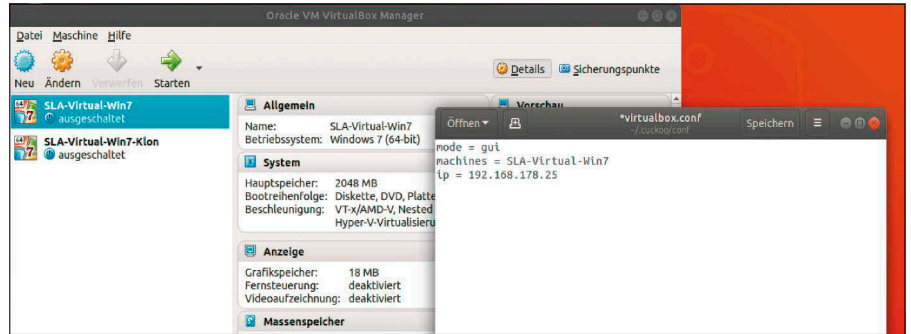 Oracle VM VirtualBox Manager
Datei Maschine Hilfe
Neu Ändern Verwerfen Starten
Details Sicherungspunkte
SLA-Virtual-Win7
ausgeschaltet
SLA-Virtual-Win7-Klon
ausgeschaltet
Allgemein
Name: SLA-Virtual-Win7
Betriebssystem: Windows 7 (64-bit)
System
Hauptspeicher: 2048 MB
Bootreihenfolge: Diskette, DVD, Platte
Beschleunigung: VT-x/AMD-V, Nested
Hyper-V-Virtualisieru
Anzeige
Grafikspeicher: 18 MB
Fernsteuerung: deaktiviert
Videoaufzeichnung: deaktiviert
Massenspeicher
Vorschau
Öffnen *virtualbox.conf Speichern
~/.cuckoo/conf
mode = gui
machines = SLA-Virtual-Win7
ip = 192.168.178.25